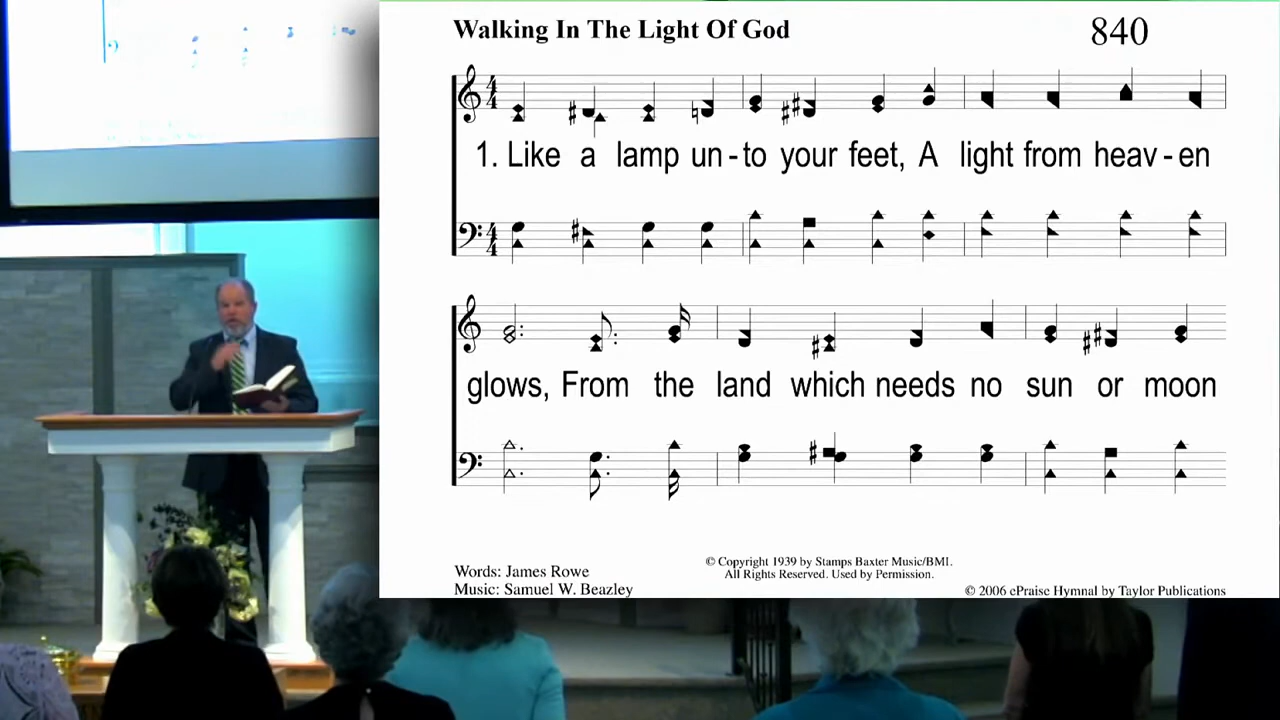 Walking In The Light Of God
840
1. Like a lamp un - to your feet, A light from heav - en
glows, From the land which needs no sun or moon
Words: James Rowe
Music: Samuel W. Beazley
© Copyright 1939 by Stamps Baxter Music/BMI.
All Rights Reserved. Used by Permission.
© 2006 ePraise Hymnal by Taylor Publications